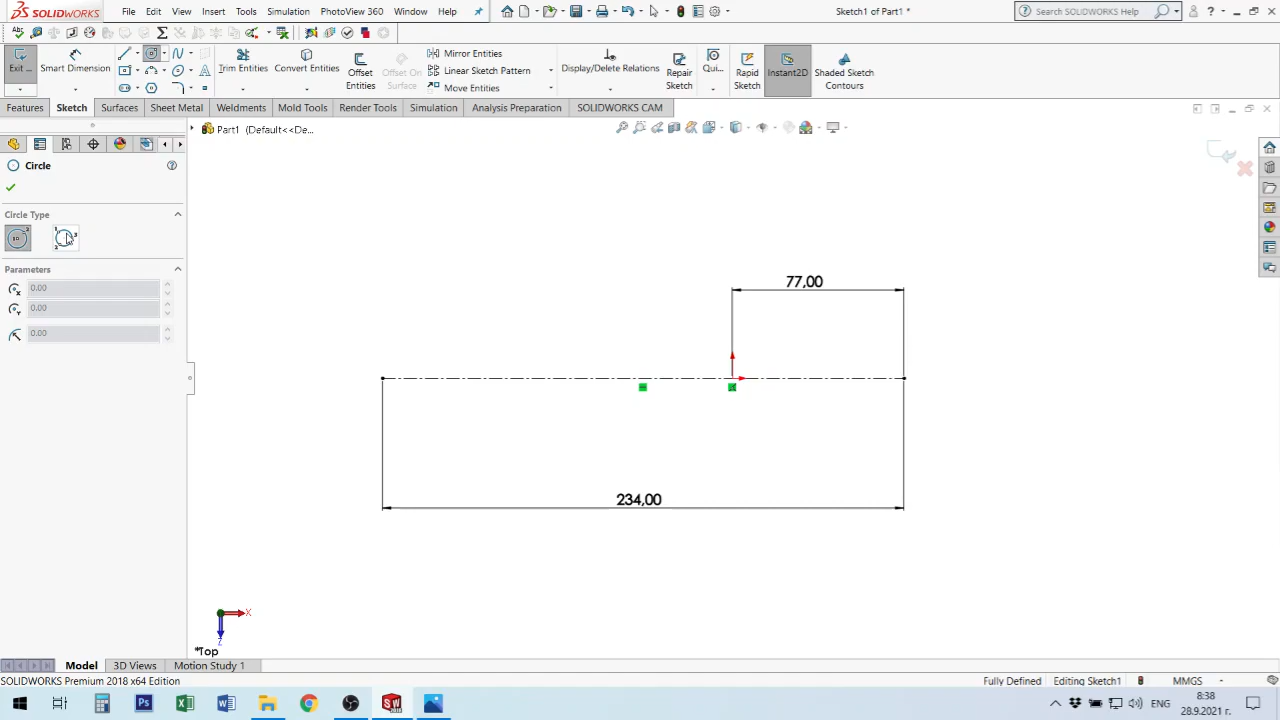 SOLIDWORKS File Edit View Insert Tools Simulation PhotoView 360 Window Help Sketch1 of Part1 * Search SOLIDWORKS Help
Exit ... Smart Dimension Trim Entities Convert Entities Offset Entities Offset On Surface Mirror Entities Linear Sketch Pattern Move Entities Display/Delete Relations Repair Sketch Qui... Rapid Sketch Instant2D Shaded Sketch Contours
Features Sketch Surfaces Sheet Metal Weldments Mold Tools Render Tools Simulation Analysis Preparation SOLIDWORKS CAM
Part1 (Default<<De...
Circle
Circle Type
Parameters
0.00
0.00
0.00
77,00
234,00
X
Z
*Top
Model 3D Views Motion Study 1
SOLIDWORKS Premium 2018 x64 Edition Fully Defined Editing Sketch1 MMGS
ENG 8:38
28.9.2021 г.